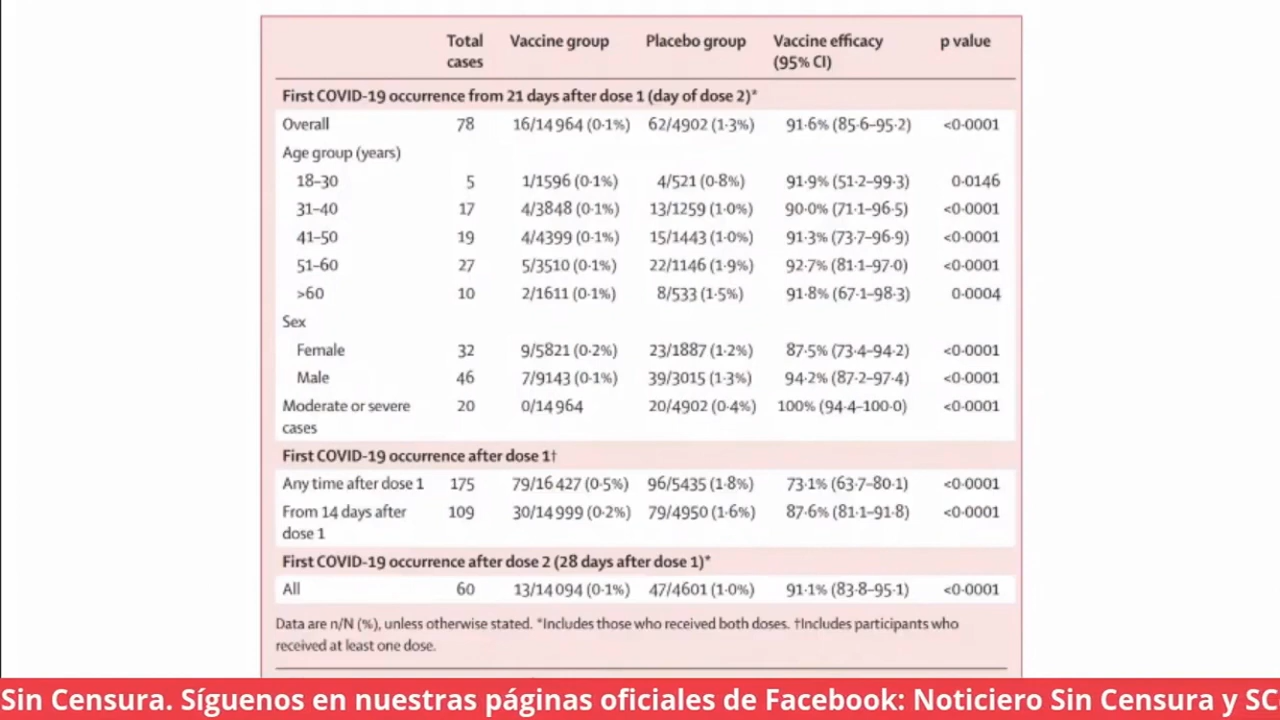 Total Vaccine group Placebo group Vaccine efficacy p value
cases (95% CI)
First COVID-19 occurrence from 21 days after dose 1 (day of dose 2)*
Overall 78 16/14 964 (0·1%) 62/4902 (1·3%) 91·6% (85·6–95·2) <0·0001
Age group (years)
18–30 5 1/1596 (0·1%) 4/521 (0·8%) 91·9% (51·2–99·3) 0·0146
31–40 17 4/3848 (0·1%) 13/1259 (1·0%) 90·0% (71·1–96·5) <0·0001
41–50 19 4/4399 (0·1%) 15/1443 (1·0%) 91·3% (73·7–96·9) <0·0001
51–60 27 5/3510 (0·1%) 22/1146 (1·9%) 92·7% (81·1–97·0) <0·0001
>60 10 2/1611 (0·1%) 8/533 (1·5%) 91·8% (67·1–98·3) 0·0004
Sex
Female 32 9/5821 (0·2%) 23/1887 (1·2%) 87·5% (73·4–94·2) <0·0001
Male 46 7/9143 (0·1%) 39/3015 (1·3%) 94·2% (87·2–97·4) <0·0001
Moderate or severe 20 0/14 964 20/4902 (0·4%) 100% (94·4–100·0) <0·0001
cases
First COVID-19 occurrence after dose 1†
Any time after dose 1 175 79/16 427 (0·5%) 96/5435 (1·8%) 73·1% (63·7–80·1) <0·0001
From 14 days after 109 30/14 999 (0·2%) 79/4950 (1·6%) 87·6% (81·1–91·8) <0·0001
dose 1
First COVID-19 occurrence after dose 2 (28 days after dose 1)*
All 60 13/14 094 (0·1%) 47/4601 (1·0%) 91·1% (83·8–95·1) <0·0001
Data are n/N (%), unless otherwise stated. *Includes those who received both doses. †Includes participants who
received at least one dose.
Sin Censura. Síguenos en nuestras páginas oficiales de Facebook: Noticiero Sin Censura y SC